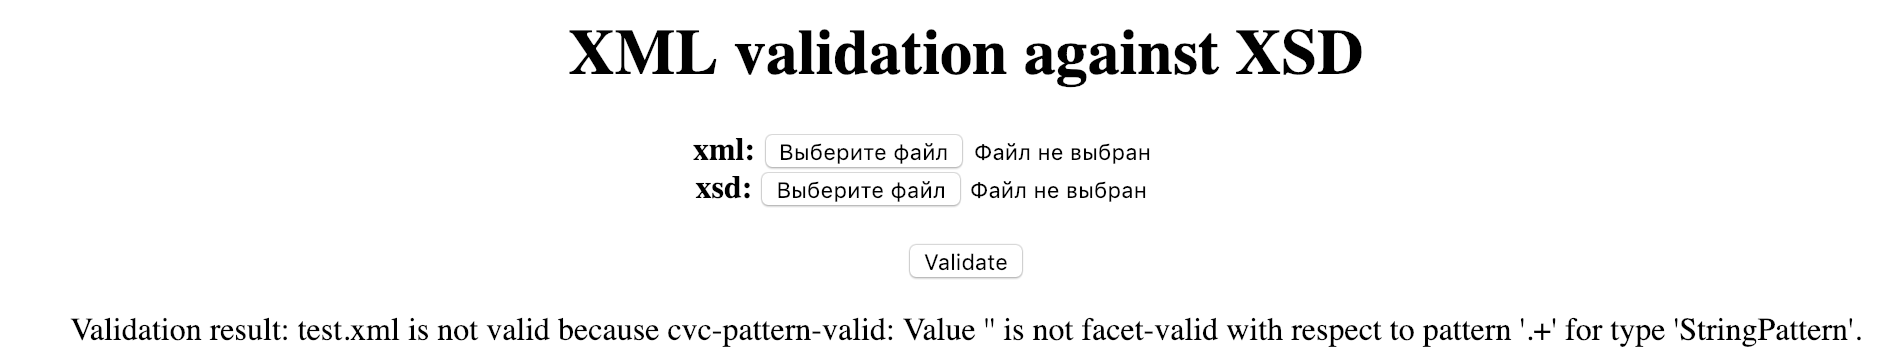 XML validation against XSD
xml: Выберите файл Файл не выбран
xsd: Выберите файл Файл не выбран
Validate
Validation result: test.xml is not valid because cvc-pattern-valid: Value '' is not facet-valid with respect to pattern '.+' for type 'StringPattern'.